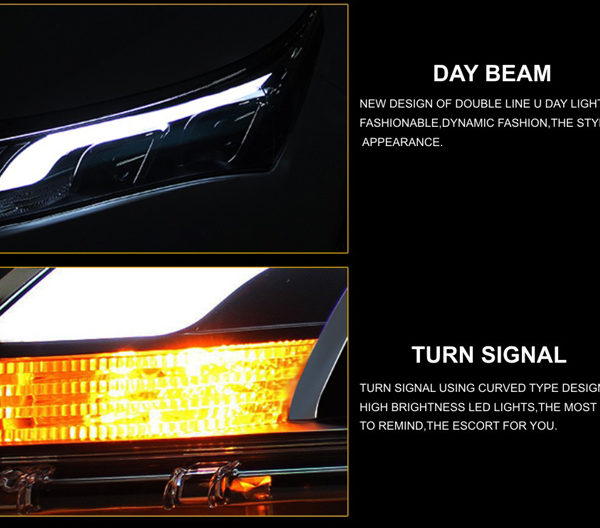 DAY BEAM
NEW DESIGN OF DOUBLE LINE U DAY LIGHT
FASHIONABLE,DYNAMIC FASHION,THE STY
APPEARANCE.
TURN SIGNAL
TURN SIGNAL USING CURVED TYPE DESIGN
HIGH BRIGHTNESS LED LIGHTS,THE MOST
TO REMIND,THE ESCORT FOR YOU.